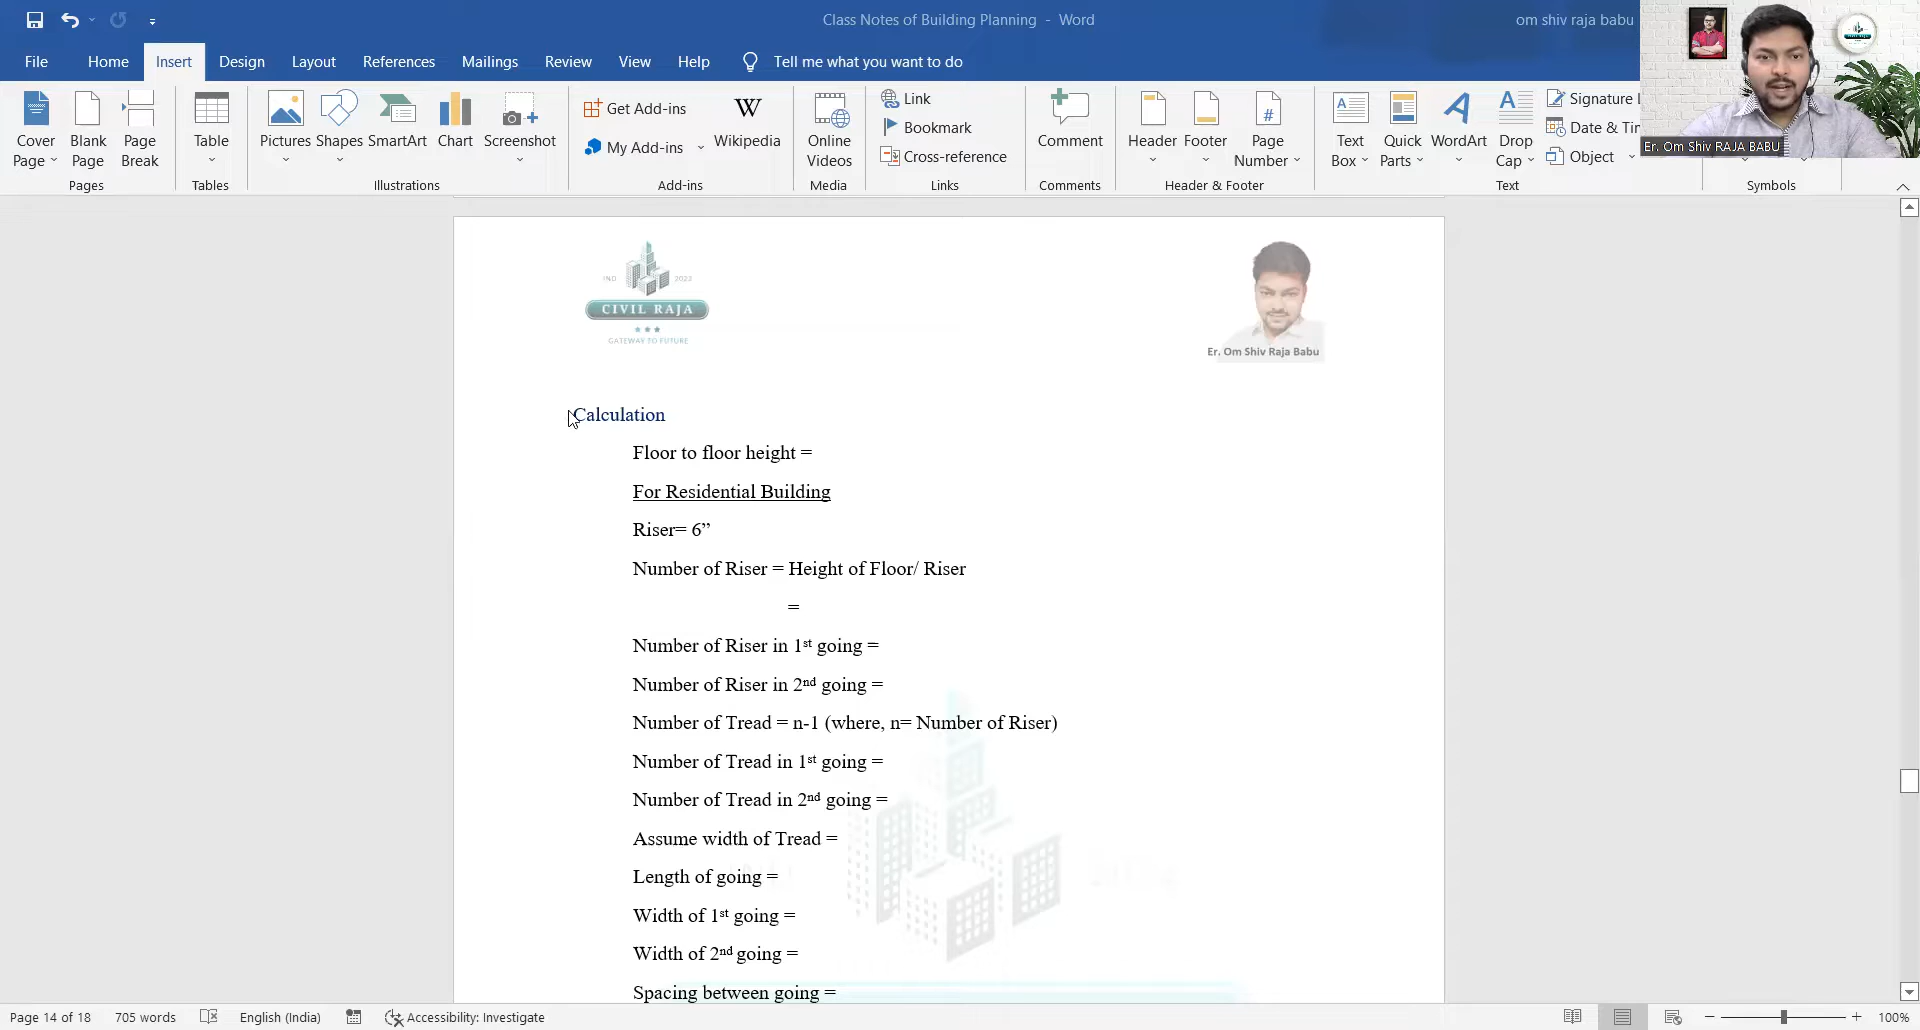 Class Notes of Building Planning - Word
om shiv raja babu
File Home Insert Design Layout References Mailings Review View Help Tell me what you want to do
Cover Page
Blank Page
Page Break
Table
Pictures
Shapes
SmartArt
Chart
Screenshot
Get Add-ins
My Add-ins
W
Wikipedia
Online Videos
Link
Bookmark
Cross-reference
Comment
Header
Footer
#
Page Number
A
Text Box
Quick Parts
A
WordArt
A
Drop Cap
Signature
Date & Tim
Object
Er. Om Shiv RAJA BABU
Pages Tables Illustrations Add-ins Media Links Comments Header & Footer Text Symbols
IND 2022
CIVIL RAJA
GATEWAY TO FUTURE
Er. Om Shiv Raja Babu
Calculation
Floor to floor height =
For Residential Building
Riser= 6”
Number of Riser = Height of Floor/ Riser
=
Number of Riser in 1st going =
Number of Riser in 2nd going =
Number of Tread = n-1 (where, n= Number of Riser)
Number of Tread in 1st going =
Number of Tread in 2nd going =
Assume width of Tread =
Length of going =
Width of 1st going =
Width of 2nd going =
Spacing between going =
Page 14 of 18 705 words English (India) Accessibility: Investigate 100%